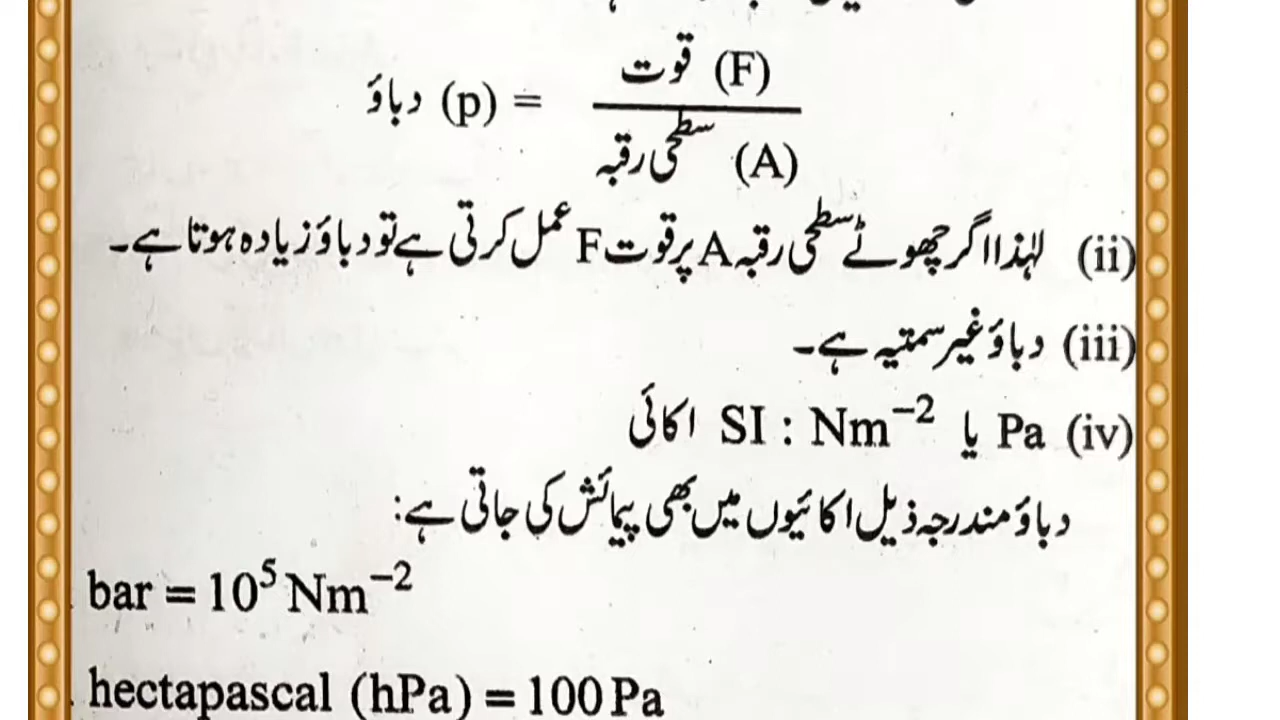 قوت (F)
دباؤ (p) =
سطحی رقبہ (A)
(ii) لہٰذا اگر چھوٹے سطحی رقبہ A پر قوت F عمل کرتی ہے تو دباؤ زیادہ ہوتا ہے۔
(iii) دباؤ غیر سمتیہ ہے۔
(iv) Pa یا SI : Nm⁻² اکائی
دباؤ مندرجہ ذیل اکائیوں میں بھی پیمائش کی جاتی ہے:
bar = 10⁵ Nm⁻²
hectapascal (hPa) = 100 Pa